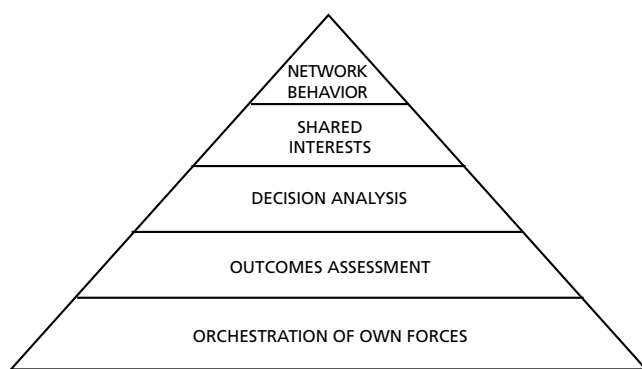 NETWORK
BEHAVIOR
SHARED
INTERESTS
DECISION ANALYSIS
OUTCOMES ASSESSMENT
ORCHESTRATION OF OWN FORCES